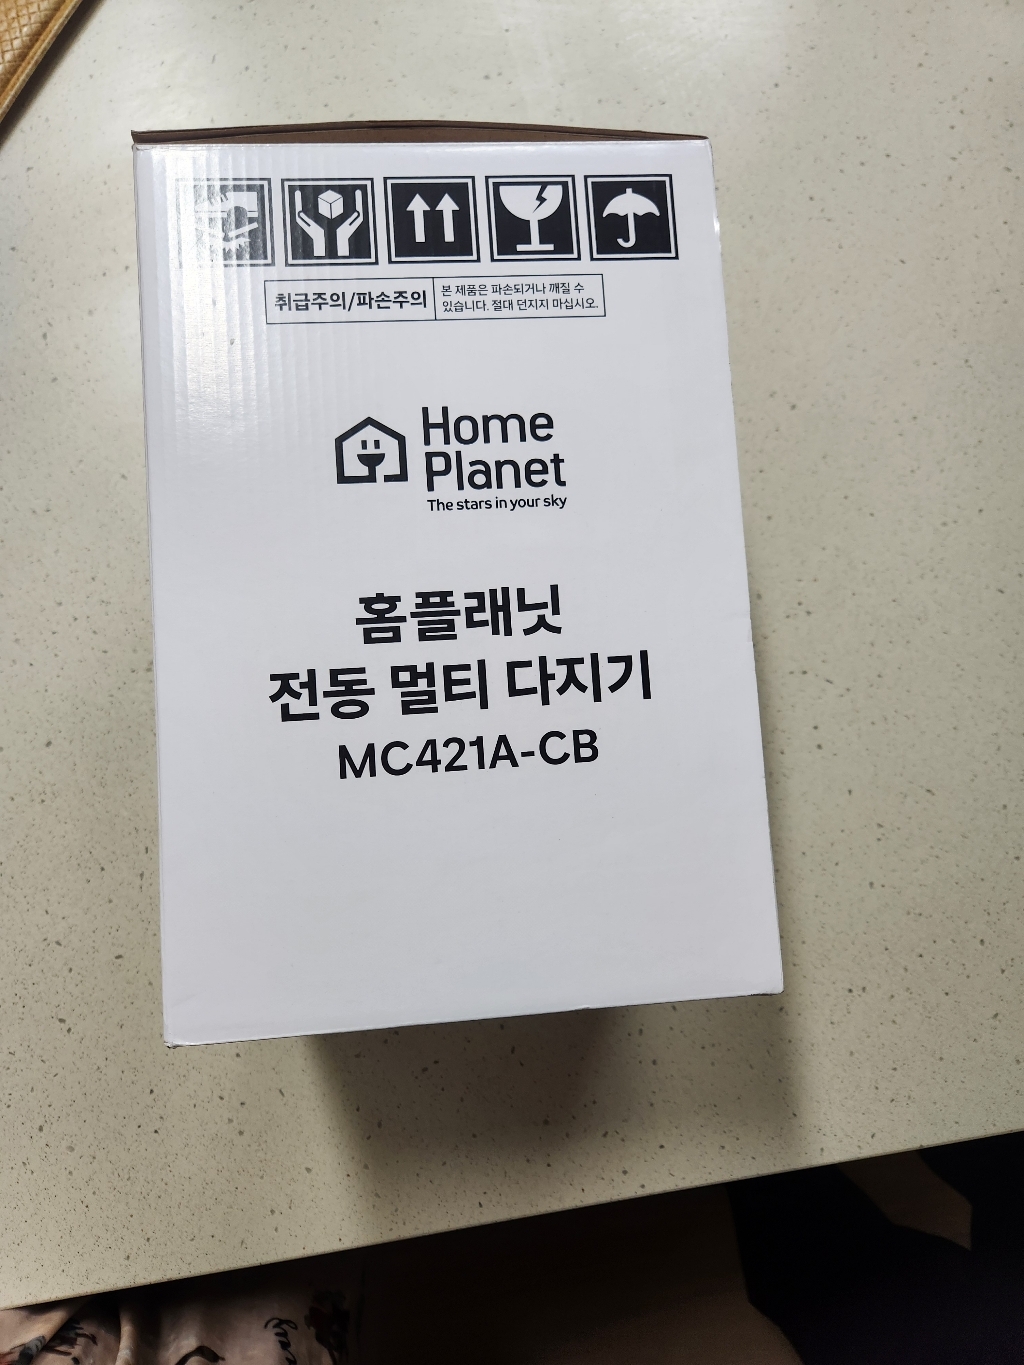 취급주의/파손주의
본 제품은 파손되거나 깨질 수
있습니다. 절대 던지지 마십시오.
Home
Planet
The stars in your sky
홈플래닛
전동 멀티 다지기
MC421A-CB